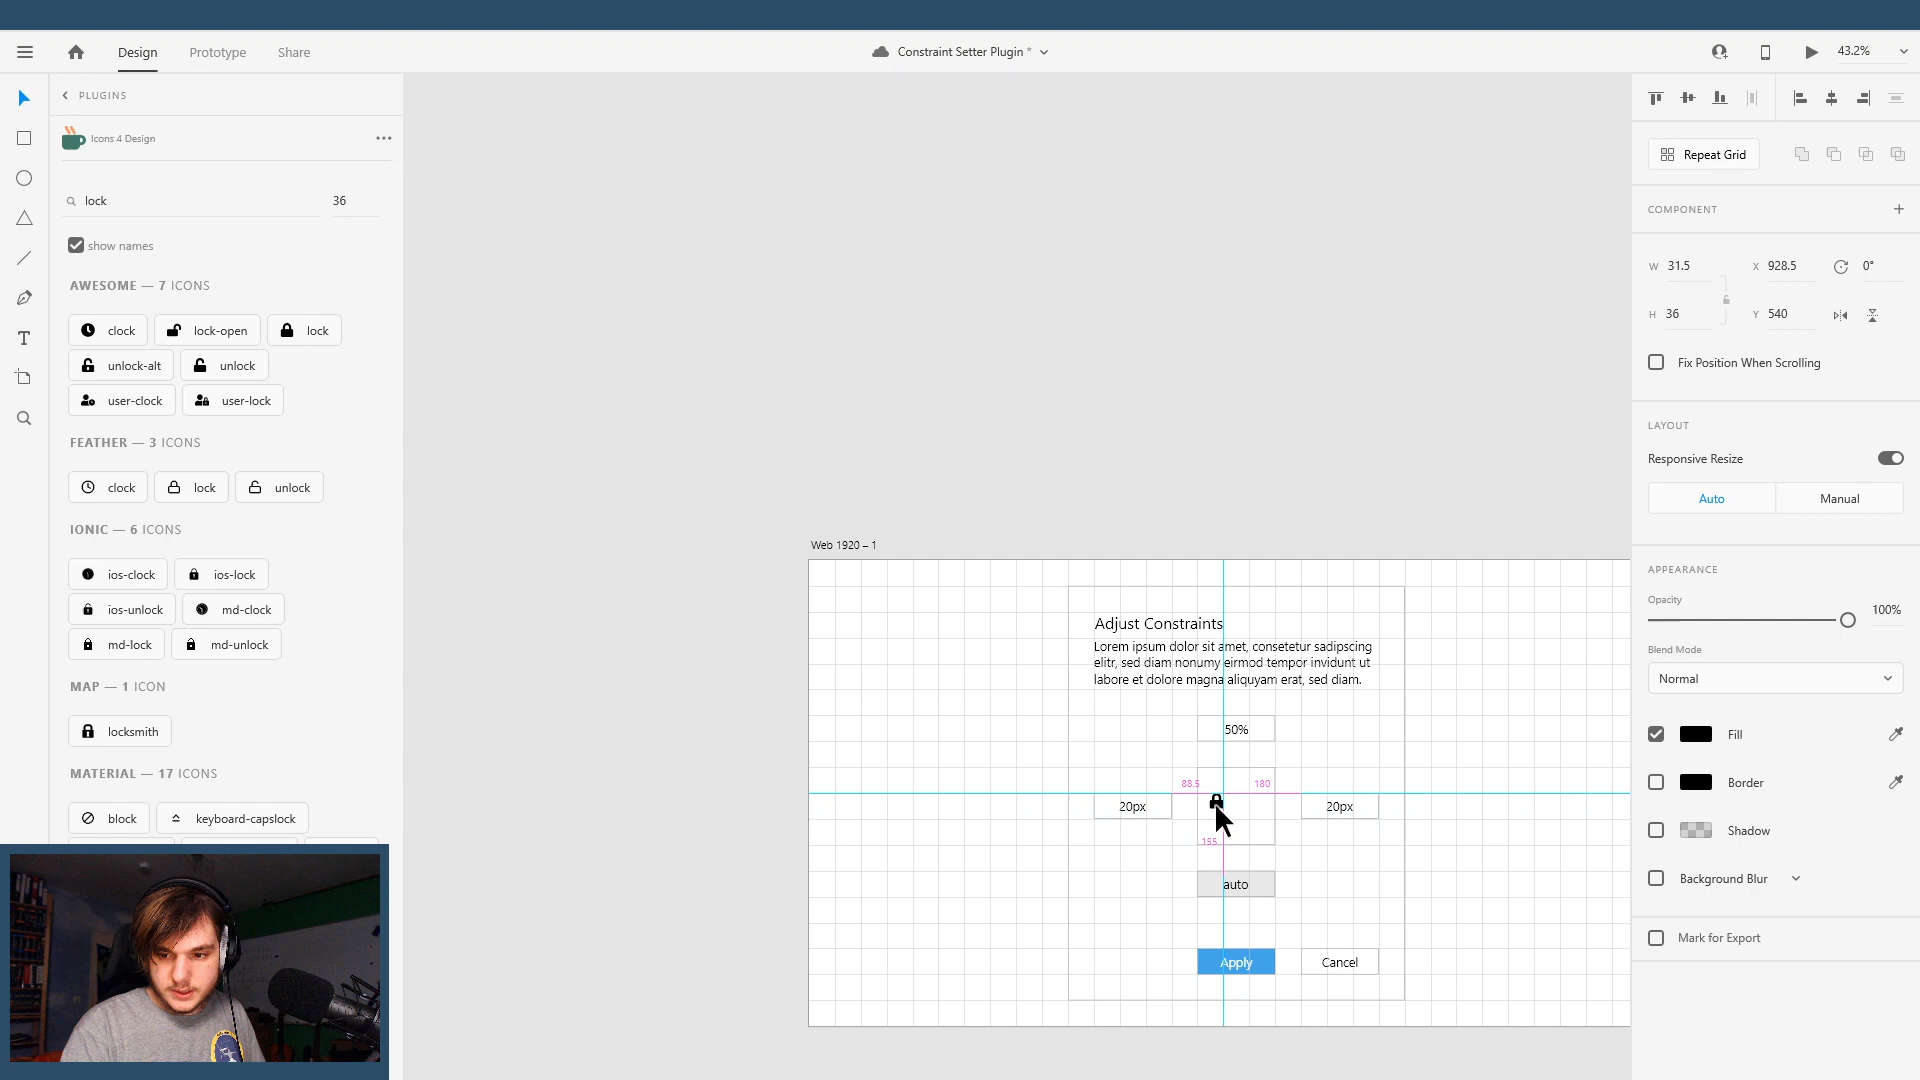 Design
Prototype
Share
Constraint Setter Plugin *
43.2%
PLUGINS
Icons 4 Design
lock
36
show names
AWESOME — 7 ICONS
clock
lock-open
lock
unlock-alt
unlock
user-clock
user-lock
FEATHER — 3 ICONS
clock
lock
unlock
IONIC — 6 ICONS
ios-clock
ios-lock
ios-unlock
md-clock
md-lock
md-unlock
MAP — 1 ICON
locksmith
MATERIAL — 17 ICONS
block
keyboard-capslock
Web 1920 – 1
Adjust Constraints
Lorem ipsum dolor sit amet, consetetur sadipscing
elitr, sed diam nonumy eirmod tempor invidunt ut
labore et dolore magna aliquyam erat, sed diam.
50%
88.5
180
20px
20px
155
auto
Apply
Cancel
Repeat Grid
COMPONENT
W 31.5
X 928.5
0°
H 36
Y 540
Fix Position When Scrolling
LAYOUT
Responsive Resize
Auto
Manual
APPEARANCE
Opacity
100%
Blend Mode
Normal
Fill
Border
Shadow
Background Blur
Mark for Export